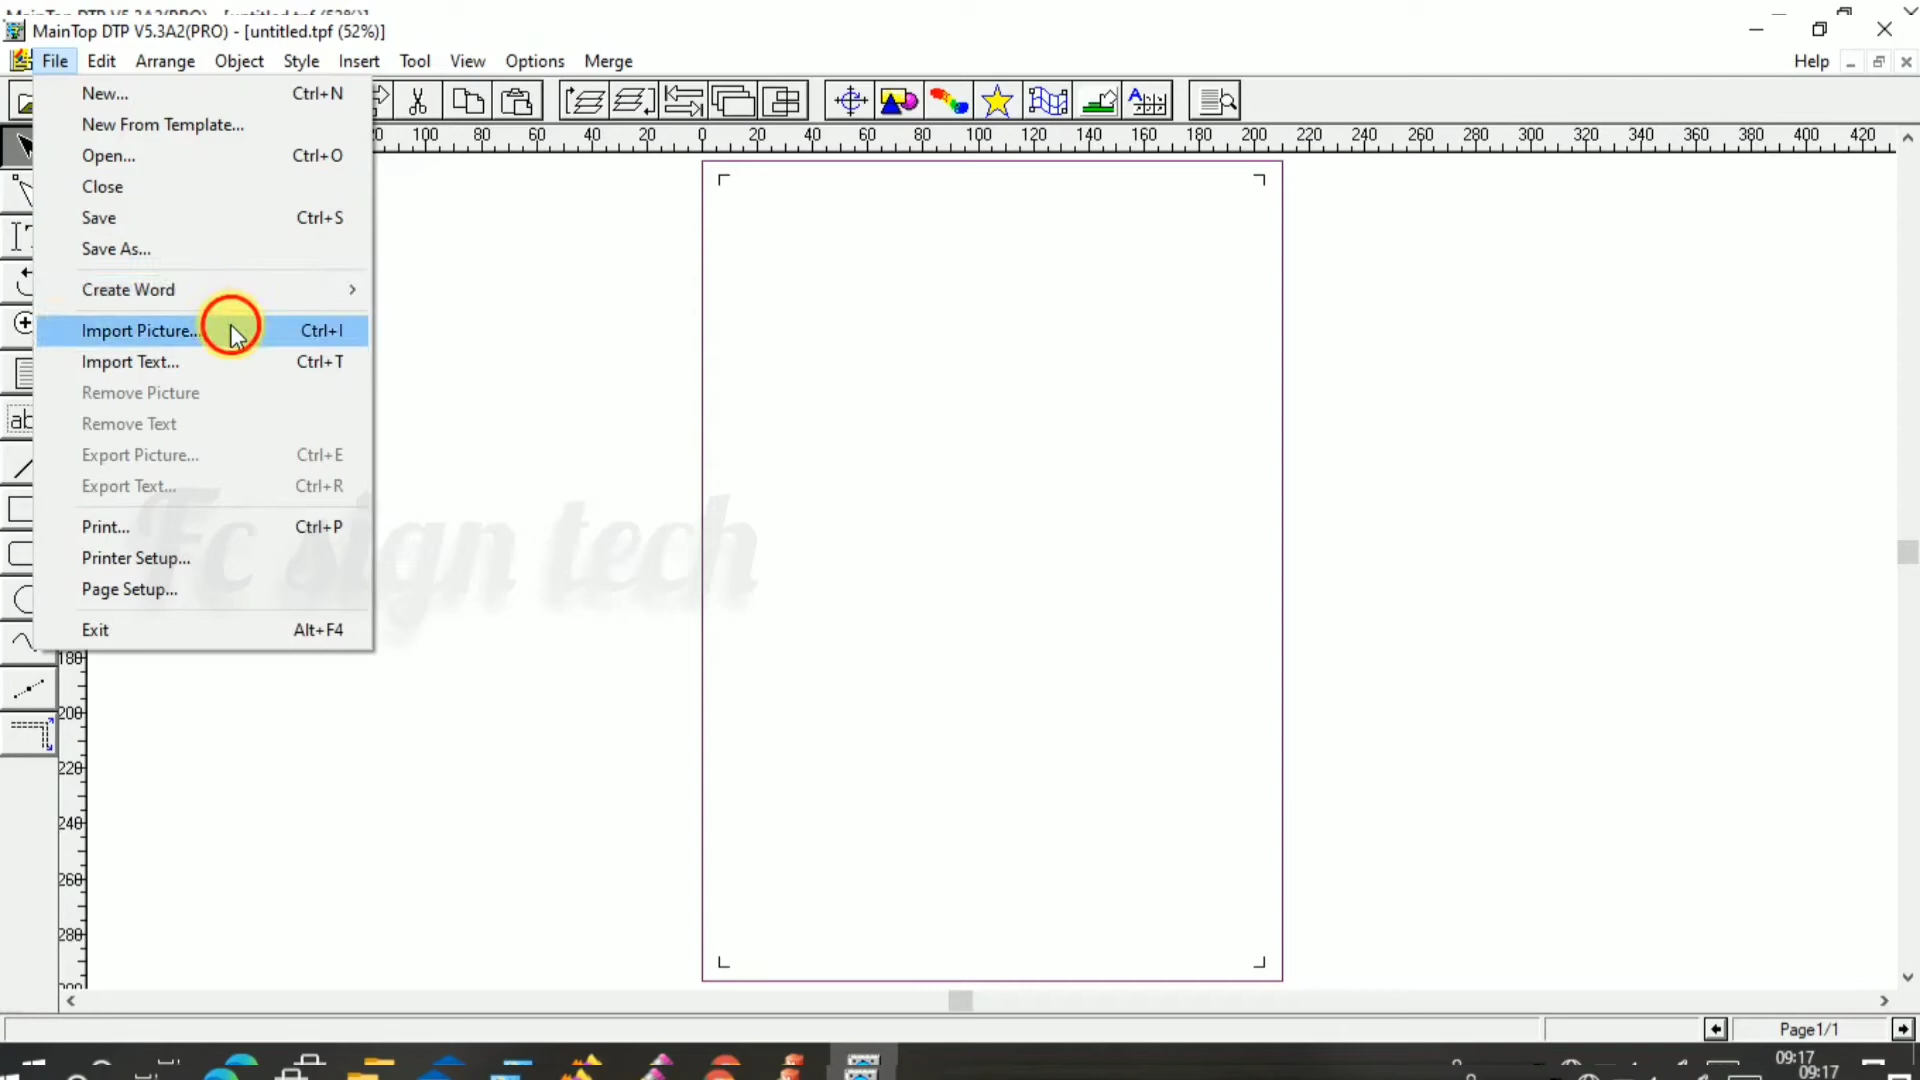 MainTop DTP V5.3A2(PRO) - [untitled.tpf (52%)]
File Edit Arrange Object Style Insert Tool View Options Merge Help
New... Ctrl+N
New From Template...
Open... Ctrl+O
Close
Save Ctrl+S
Save As...
Create Word
Import Picture... Ctrl+I
Import Text... Ctrl+T
Remove Picture
Remove Text
Export Picture... Ctrl+E
Export Text... Ctrl+R
Print... Ctrl+P
Printer Setup...
Page Setup...
Exit Alt+F4
100 80 60 40 20 0 20 40 60 80 100 120 140 160 180 200 220 240 260 280 300 320 340 360 380 400 420
180
200
220
240
260
280
Fc sign tech
Page1/1
09:17
09:17